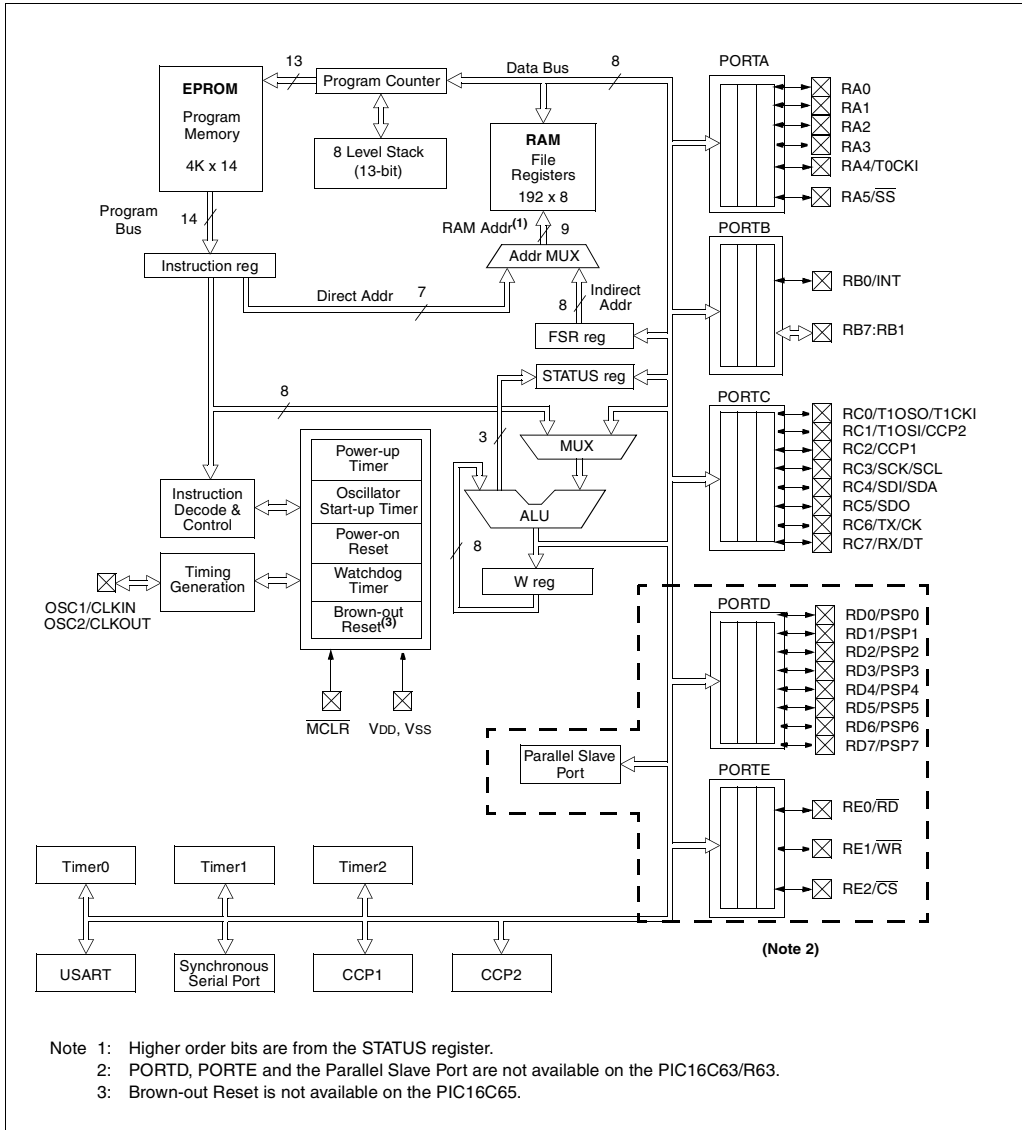 EPROM
Program
Memory
4K x 14
13
Program Counter
8 Level Stack
(13-bit)
Data Bus
8
RAM
File
Registers
192 x 8
Program
Bus
14
RAM Addr(1)
9
Instruction reg
Addr MUX
Direct Addr
7
8
Indirect
Addr
FSR reg
STATUS reg
8
3
MUX
ALU
8
W reg
Power-up
Timer
Oscillator
Start-up Timer
Power-on
Reset
Watchdog
Timer
Brown-out
Reset(3)
Instruction
Decode &
Control
Timing
Generation
OSC1/CLKIN
OSC2/CLKOUT
MCLR
VDD, VSS
Parallel Slave
Port
PORTA
RA0
RA1
RA2
RA3
RA4/T0CKI
RA5/SS
PORTB
RB0/INT
RB7:RB1
PORTC
RC0/T1OSO/T1CKI
RC1/T1OSI/CCP2
RC2/CCP1
RC3/SCK/SCL
RC4/SDI/SDA
RC5/SDO
RC6/TX/CK
RC7/RX/DT
PORTD
RD0/PSP0
RD1/PSP1
RD2/PSP2
RD3/PSP3
RD4/PSP4
RD5/PSP5
RD6/PSP6
RD7/PSP7
PORTE
RE0/RD
RE1/WR
RE2/CS
(Note 2)
Timer0
Timer1
Timer2
USART
Synchronous
Serial Port
CCP1
CCP2
Note 1: Higher order bits are from the STATUS register.
2: PORTD, PORTE and the Parallel Slave Port are not available on the PIC16C63/R63.
3: Brown-out Reset is not available on the PIC16C65.